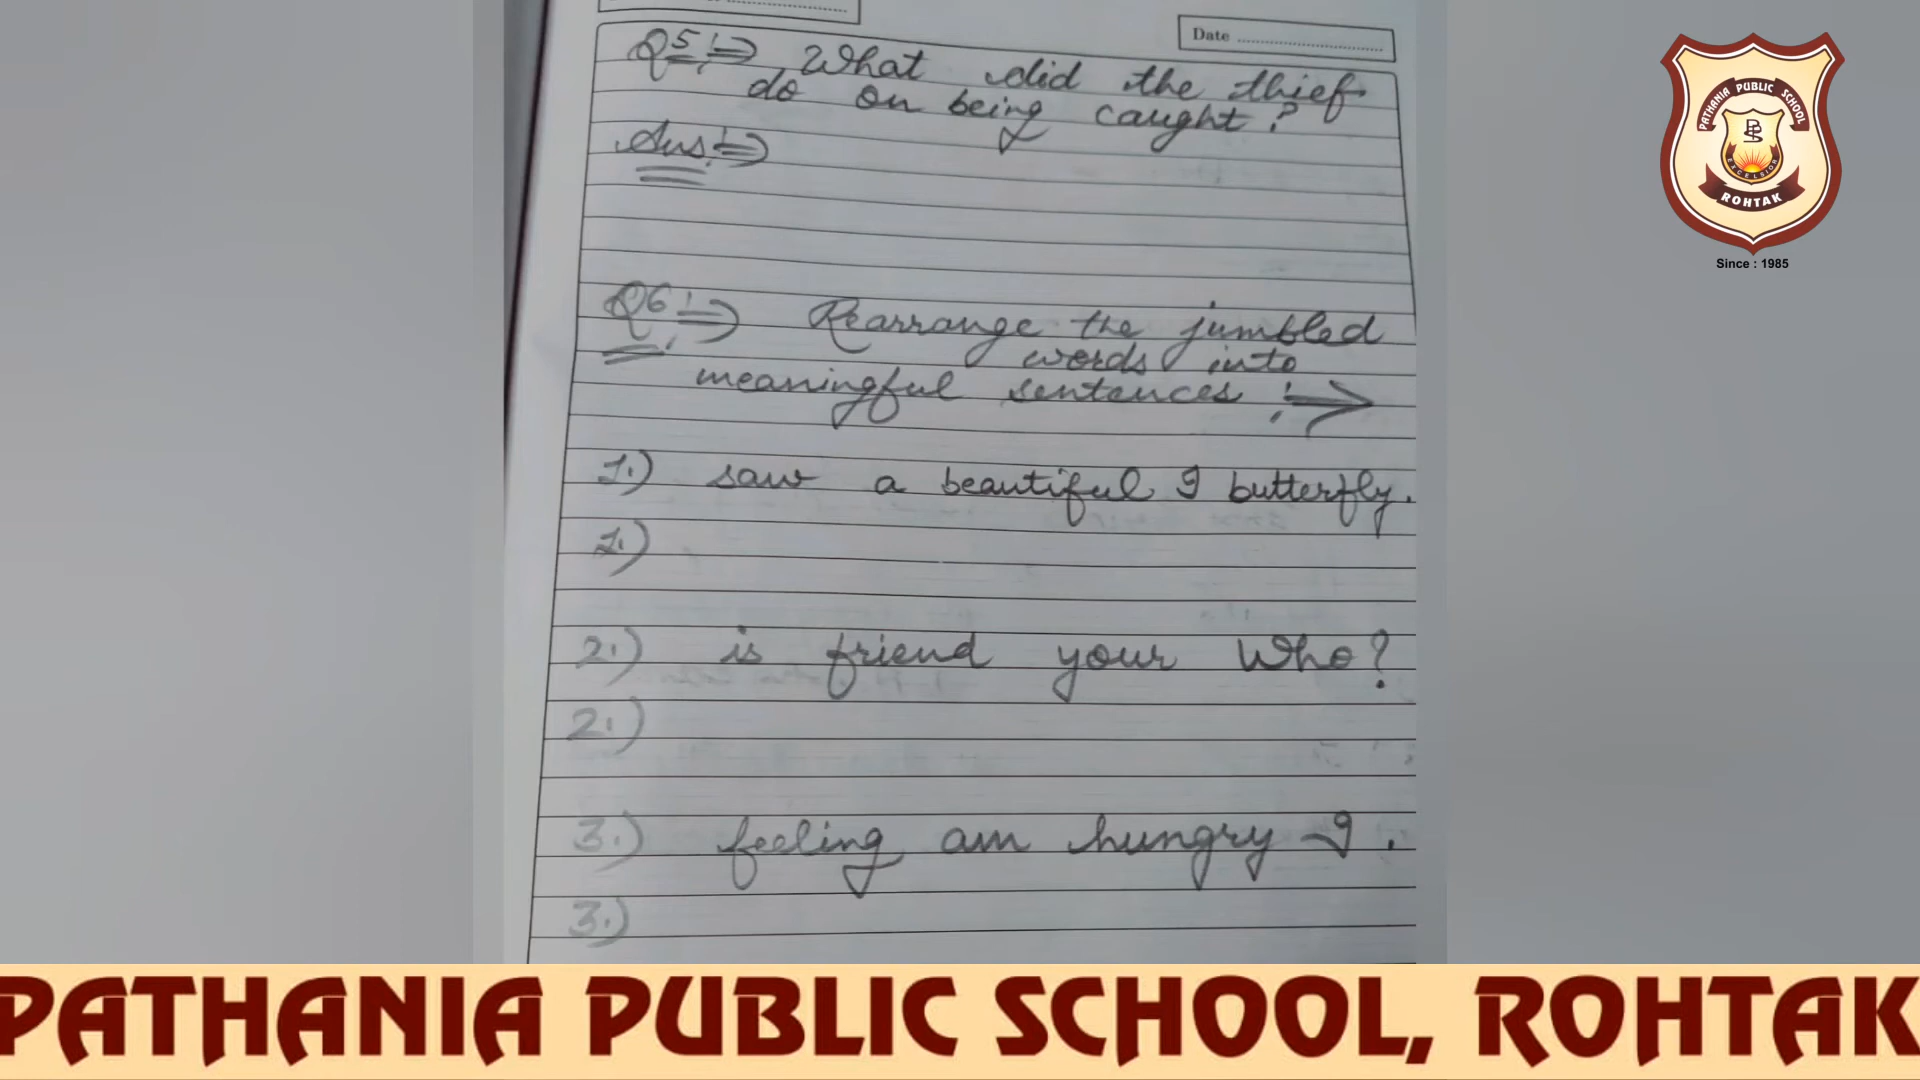 Date
Q5:⇒ What did the thief
do on being caught?
Ans:⇒
Q6:⇒ Rearrange the jumbled
words into
meaningful sentences :→
1.) saw a beautiful I butterfly.
1.)
2.) is friend your Who?
2.)
3.) feeling am hungry I.
3.)
PATHANIA PUBLIC SCHOOL
PBS
EXCELSIOR
ROHTAK
Since : 1985
PATHANIA PUBLIC SCHOOL, ROHTAK